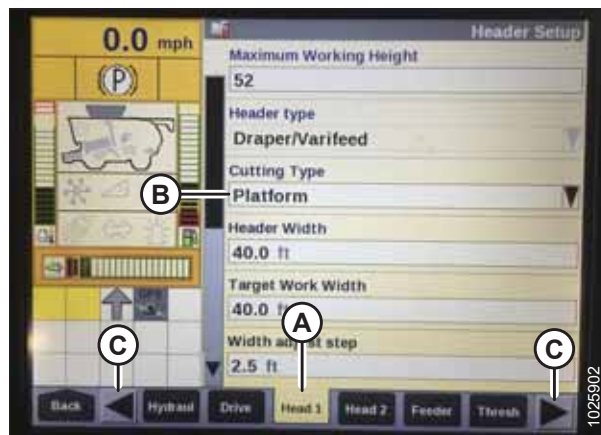 0.0 mph
(P)
Header Setup
Maximum Working Height
52
Header type
Draper/Varifeed
Cutting Type
B
Platform
Header Width
40.0 ft
Target Work Width
40.0
A
Width adjust step
2.5 ft
C
C
Back
Hydraul
Drive
Head 1
Head 2
Feeder
Thresh
1025902